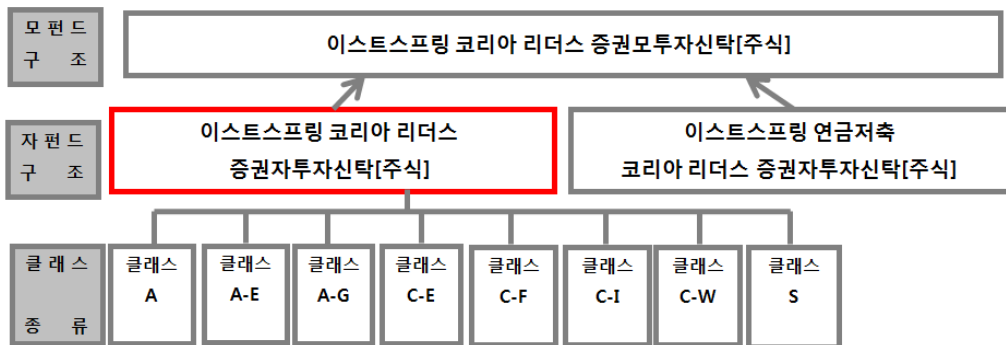 모 펀 드
구 조
이스트스프링 코리아 리더스 증권모투자신탁[주식]
자 펀 드
구 조
이스트스프링 코리아 리더스
증권자투자신탁[주식]
이스트스프링 연금저축
코리아 리더스 증권자투자신탁[주식]
클 래 스
종 류
클래스
A
클래스
A-E
클래스
A-G
클래스
C-E
클래스
C-F
클래스
C-I
클래스
C-W
클래스
S